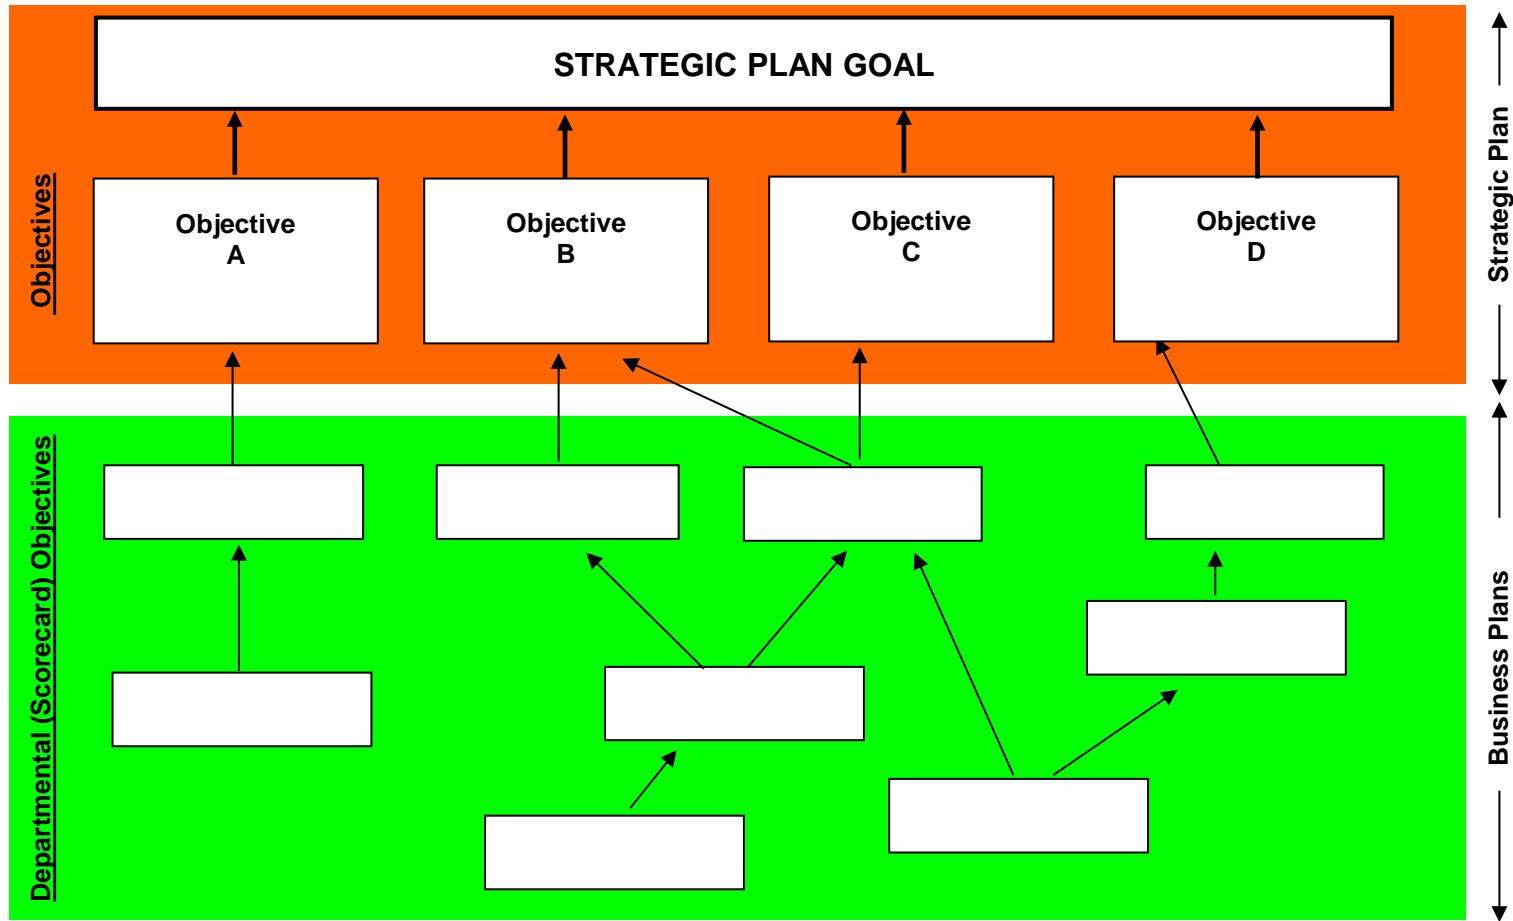 STRATEGIC PLAN GOAL
Objectives
Objective
A
Objective
B
Objective
C
Objective
D
Strategic Plan
Departmental (Scorecard) Objectives
Business Plans